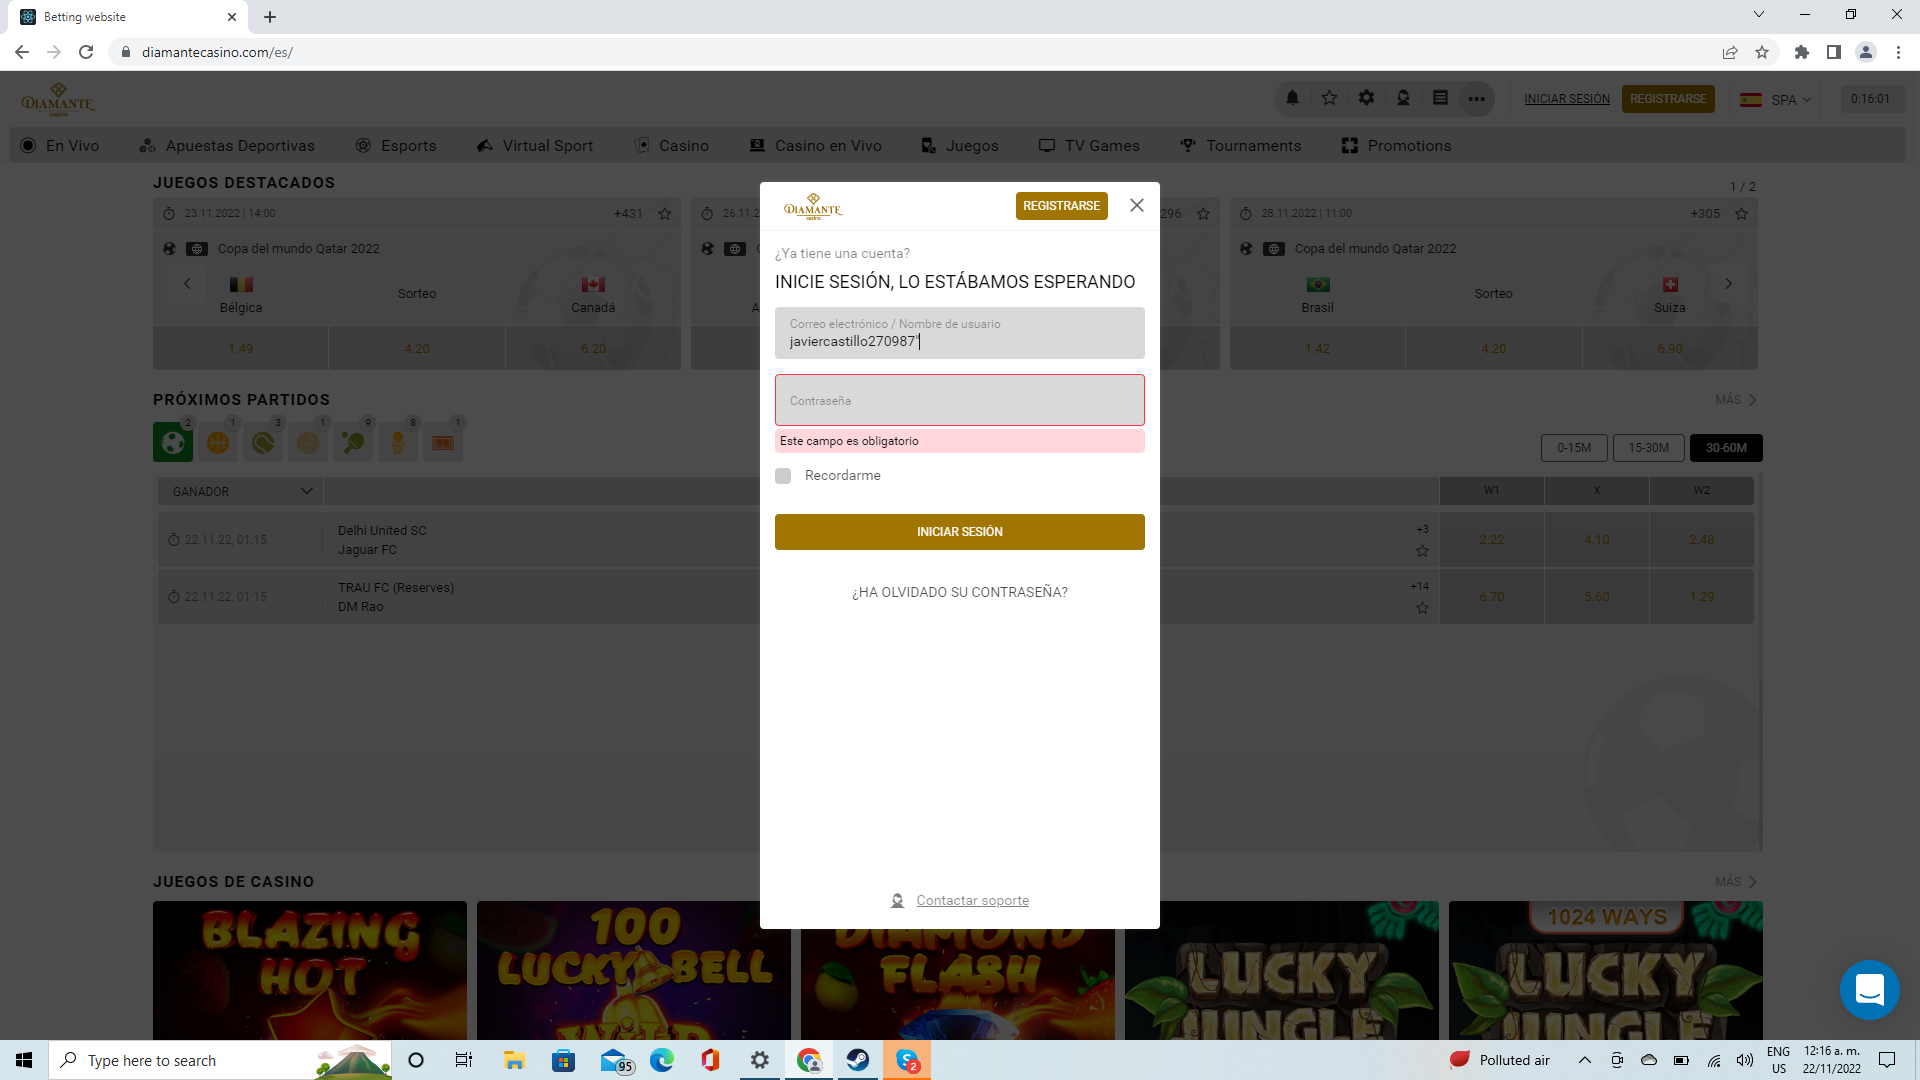 Betting website
diamantecasino.com/es/
DIAMANTE
casino
INICIAR SESIÓN
REGISTRARSE
SPA
0:16:01
En Vivo
Apuestas Deportivas
Esports
Virtual Sport
Casino
Casino en Vivo
Juegos
TV Games
Tournaments
Promotions
JUEGOS DESTACADOS
1 / 2
23.11.2022 | 14:00
+431
Copa del mundo Qatar 2022
Bélgica
Sorteo
Canadá
1.49
4.20
6.20
26.11.2
296
28.11.2022 | 11:00
+305
Copa del mundo Qatar 2022
Brasil
Sorteo
Suiza
1.42
4.20
6.90
DIAMANTE
casino
REGISTRARSE
¿Ya tiene una cuenta?
INICIE SESIÓN, LO ESTÁBAMOS ESPERANDO
Correo electrónico / Nombre de usuario
javiercastillo270987"
Contraseña
Este campo es obligatorio
Recordarme
INICIAR SESIÓN
¿HA OLVIDADO SU CONTRASEÑA?
Contactar soporte
PRÓXIMOS PARTIDOS
MÁS
2
1
3
1
9
8
1
0-15M
15-30M
30-60M
GANADOR
W1
X
W2
22.11.22, 01:15
Delhi United SC
Jaguar FC
+3
2.22
4.10
2.48
22.11.22, 01:15
TRAU FC (Reserves)
DM Rao
+14
6.70
5.60
1.29
JUEGOS DE CASINO
MÁS
BLAZING
HOT
100
LUCKY BELL
WILD
DIAMOND
FLASH
LUCKY
JUNGLE
1024 WAYS
LUCKY
JUNGLE
Type here to search
95
2
Polluted air
ENG
US
12:16 a. m.
22/11/2022